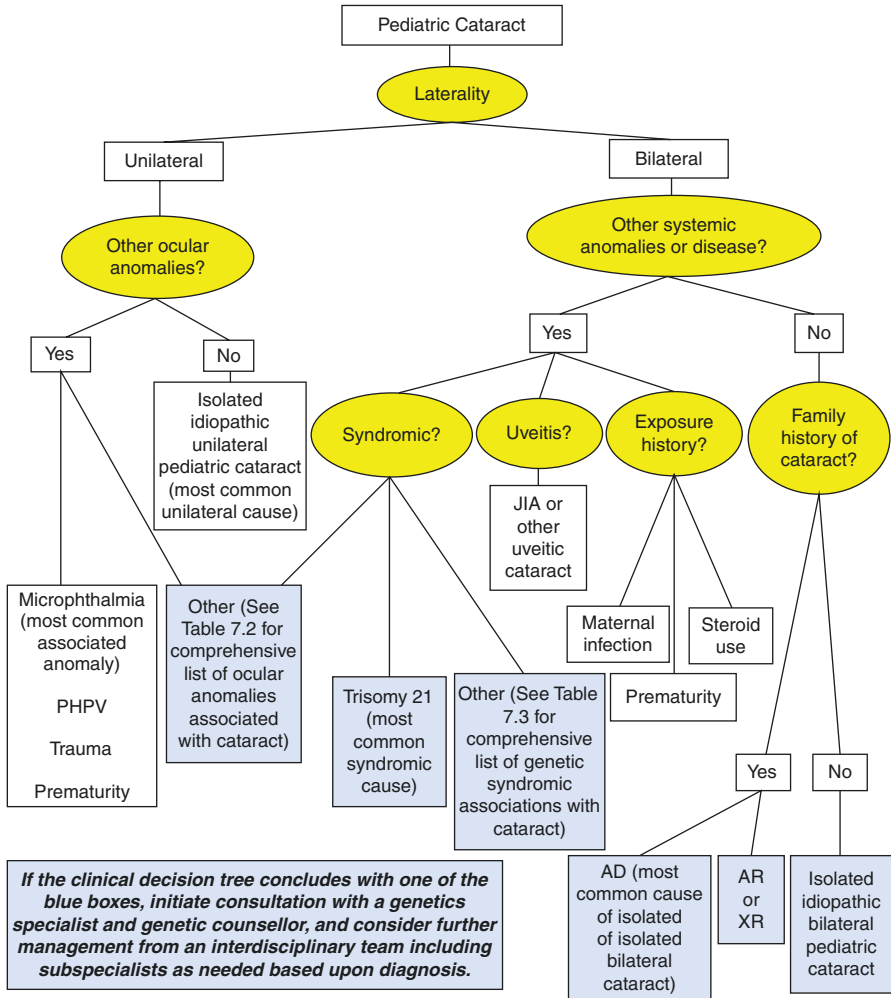 Pediatric Cataract
Laterality
Unilateral
Bilateral
Other ocular
anomalies?
Other systemic
anomalies or disease?
Yes
No
Yes
No
Isolated
idiopathic
unilateral
pediatric cataract
(most common
unilateral cause)
Syndromic?
Uveitis?
Exposure
history?
Family
history of
cataract?
JIA or
other
uveitic
cataract
Microphthalmia
(most common
associated
anomaly)
PHPV
Trauma
Prematurity
Other (See
Table 7.2 for
comprehensive
list of ocular
anomalies
associated
with cataract)
Trisomy 21
(most
common
syndromic
cause)
Other (See Table
7.3 for
comprehensive
list of genetic
syndromic
associations with
cataract)
Maternal
infection
Prematurity
Steroid
use
Yes
No
AD (most
common cause
of isolated
of isolated
bilateral
cataract)
AR
or
XR
Isolated
idiopathic
bilateral
pediatric
cataract
If the clinical decision tree concludes with one of the
blue boxes, initiate consultation with a genetics
specialist and genetic counsellor, and consider further
management from an interdisciplinary team including
subspecialists as needed based upon diagnosis.